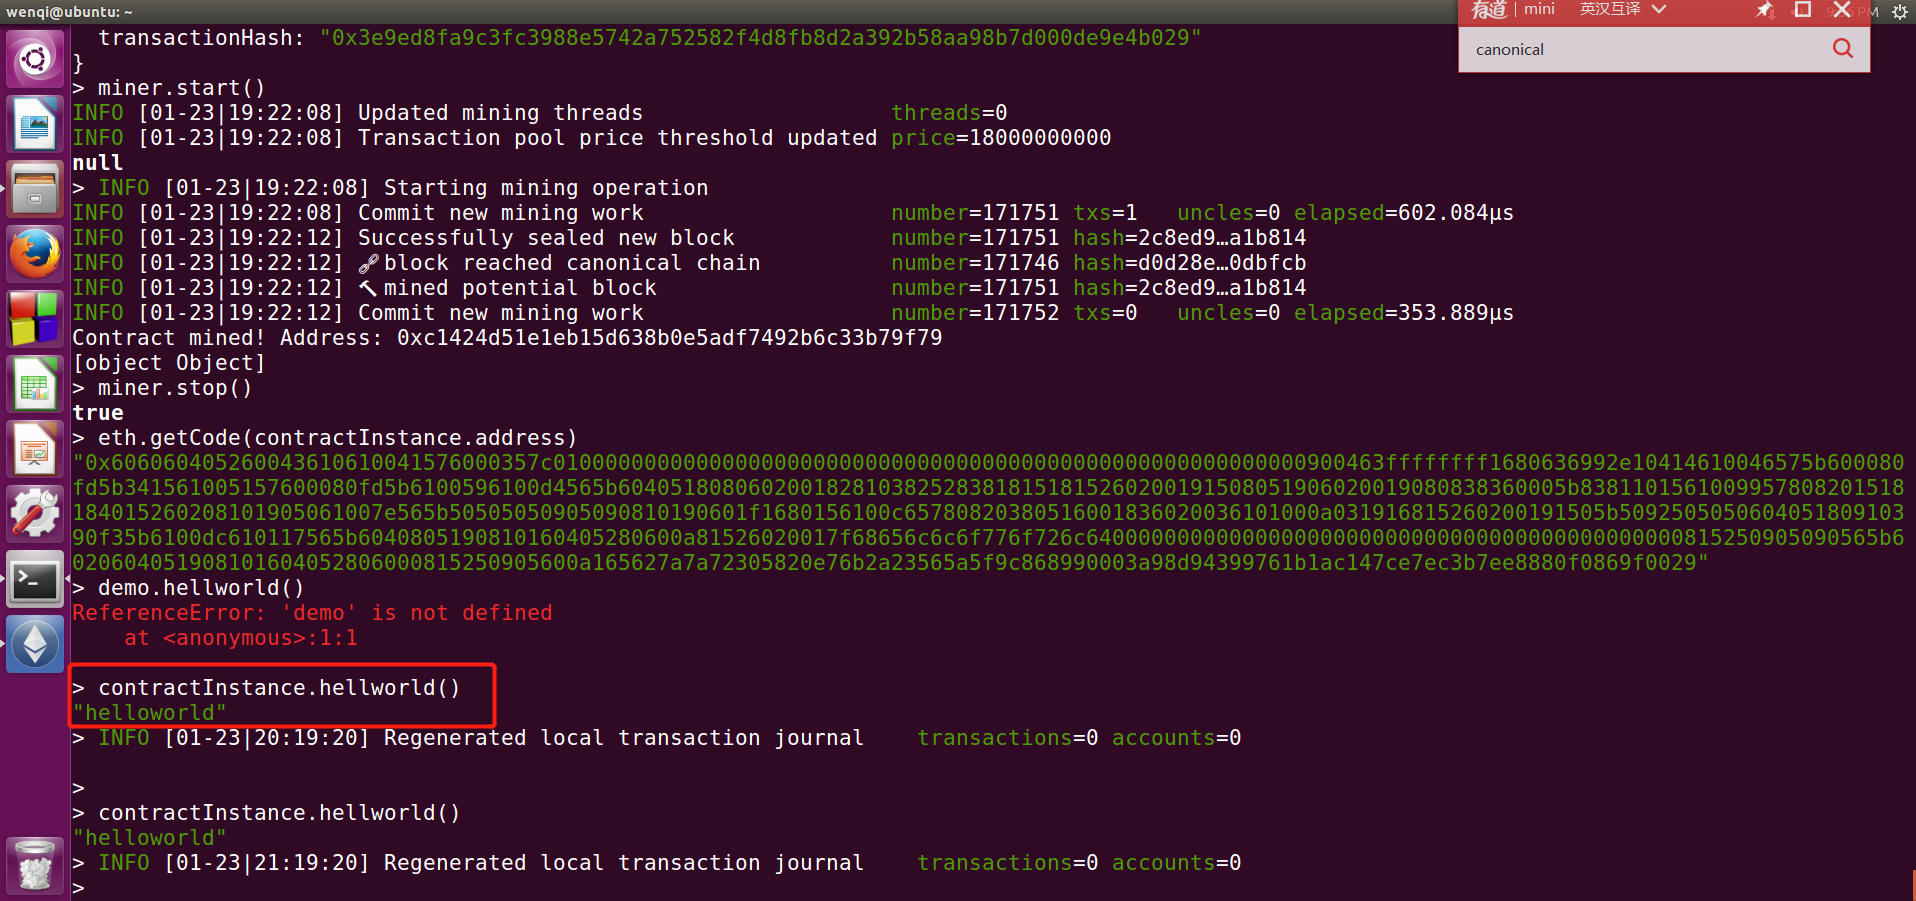 wenqi@ubuntu: ~
有道 | mini 英汉互译
canonical
transactionHash: "0x3e9ed8fa9c3fc3988e5742a752582f4d8fb8d2a392b58aa98b7d000de9e4b029"
}
> miner.start()
INFO [01-23|19:22:08] Updated mining threads threads=0
INFO [01-23|19:22:08] Transaction pool price threshold updated price=18000000000
null
> INFO [01-23|19:22:08] Starting mining operation
INFO [01-23|19:22:08] Commit new mining work number=171751 txs=1 uncles=0 elapsed=602.084µs
INFO [01-23|19:22:12] Successfully sealed new block number=171751 hash=2c8ed9…a1b814
INFO [01-23|19:22:12] 🔗 block reached canonical chain number=171746 hash=d0d28e…0dbfcb
INFO [01-23|19:22:12] 🔨 mined potential block number=171751 hash=2c8ed9…a1b814
INFO [01-23|19:22:12] Commit new mining work number=171752 txs=0 uncles=0 elapsed=353.889µs
Contract mined! Address: 0xc1424d51e1eb15d638b0e5adf7492b6c33b79f79
[object Object]
> miner.stop()
true
> eth.getCode(contractInstance.address)
"0x6060604052600436106100415760003​57c0100000000000000000000000000000000000000000000000000000000900463ffffffff1680636992e10414610046575b600080
fd5b341561005157600080fd5b6100596100d4565b6040518080602001828103825283818151815260200191508051906020019080838360005b83811015610099578082015181
840152602081019050610​07e565b50505050905090810190601f1680156100c65780820380516001836020036101000a031916815260200191505b509250505060405180910​3
90f35b6100dc610117565b6040805190810160405280600a81526020017f68656c6c6f776f726c640000000000000000000000000000000000000000000081525090509​0565b6
020604051908101604052806000815250905600a165627a7a72305820e76b2a23565a5f9c868990003a98d94399761b1ac147ce7ec3b7ee8880f0869f0029"
> demo.hellworld()
ReferenceError: 'demo' is not defined
at <anonymous>:1:1
> contractInstance.hellworld()
"helloworld"
> INFO [01-23|20:19:20] Regenerated local transaction journal transactions=0 accounts=0
>
> contractInstance.hellworld()
"helloworld"
> INFO [01-23|21:19:20] Regenerated local transaction journal transactions=0 accounts=0
>